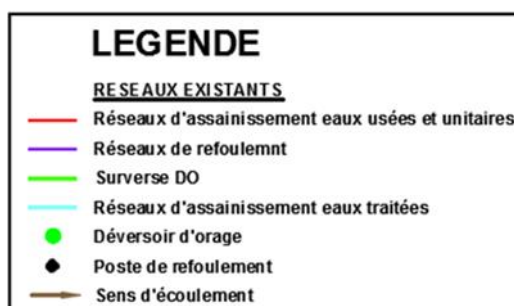 LEGENDE
RESEAUX EXISTANTS
Réseaux d'assainissement eaux usées et unitaires
Réseaux de refoulemnt
Surverse DO
Réseaux d'assainissement eaux traitées
Déversoir d'orage
Poste de refoulement
Sens d'écoulement